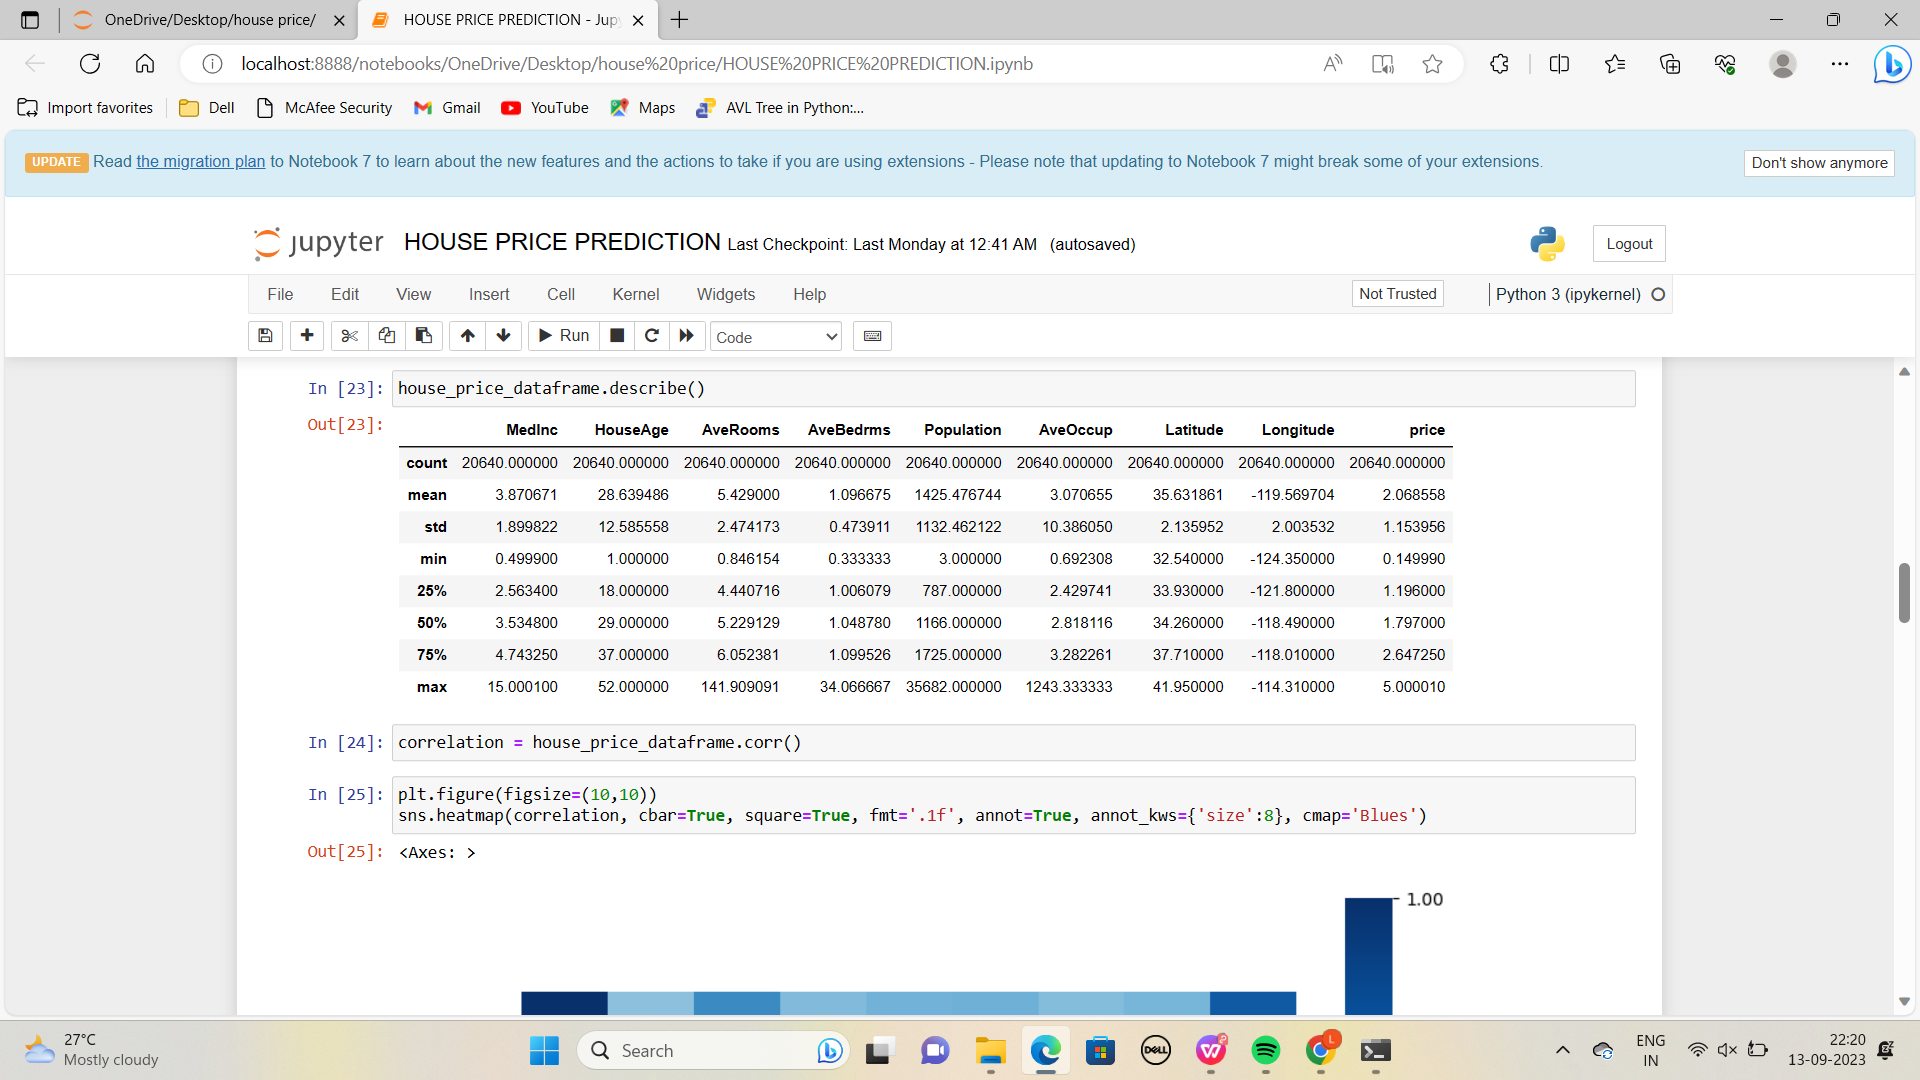 OneDrive/Desktop/house price/
HOUSE PRICE PREDICTION - Jup
localhost:8888/notebooks/OneDrive/Desktop/house%20price/HOUSE%20PRICE%20PREDICTION.ipynb
Import favorites Dell McAfee Security Gmail YouTube Maps AVL Tree in Python:...
UPDATE Read the migration plan to Notebook 7 to learn about the new features and the actions to take if you are using extensions - Please note that updating to Notebook 7 might break some of your extensions. Don't show anymore
jupyter HOUSE PRICE PREDICTION Last Checkpoint: Last Monday at 12:41 AM (autosaved) Logout
File Edit View Insert Cell Kernel Widgets Help Not Trusted Python 3 (ipykernel)
Run Code
In [23]: house_price_dataframe.describe()
Out[23]:
MedInc HouseAge AveRooms AveBedrms Population AveOccup Latitude Longitude price
count 20640.000000 20640.000000 20640.000000 20640.000000 20640.000000 20640.000000 20640.000000 20640.000000 20640.000000
mean 3.870671 28.639486 5.429000 1.096675 1425.476744 3.070655 35.631861 -119.569704 2.068558
std 1.899822 12.585558 2.474173 0.473911 1132.462122 10.386050 2.135952 2.003532 1.153956
min 0.499900 1.000000 0.846154 0.333333 3.000000 0.692308 32.540000 -124.350000 0.149990
25% 2.563400 18.000000 4.440716 1.006079 787.000000 2.429741 33.930000 -121.800000 1.196000
50% 3.534800 29.000000 5.229129 1.048780 1166.000000 2.818116 34.260000 -118.490000 1.797000
75% 4.743250 37.000000 6.052381 1.099526 1725.000000 3.282261 37.710000 -118.010000 2.647250
max 15.000100 52.000000 141.909091 34.066667 35682.000000 1243.333333 41.950000 -114.310000 5.000010
In [24]: correlation = house_price_dataframe.corr()
In [25]: plt.figure(figsize=(10,10))
sns.heatmap(correlation, cbar=True, square=True, fmt='.1f', annot=True, annot_kws={'size':8}, cmap='Blues')
Out[25]: <Axes: >
1.00
27°C
Mostly cloudy
Search
DELL
L
ENG
IN
22:20
13-09-2023